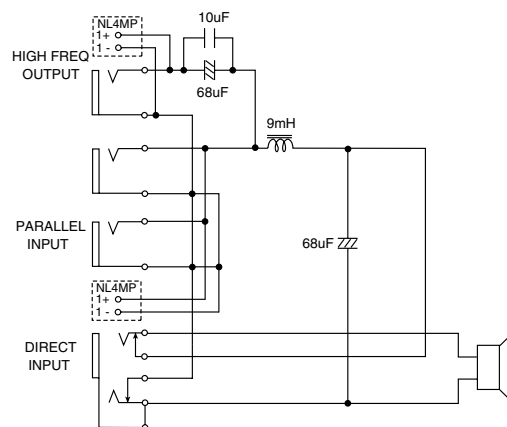 NL4MP
1+
1 -
10uF
HIGH FREQ
OUTPUT
68uF
9mH
PARALLEL
INPUT
68uF
NL4MP
1+
1 -
DIRECT
INPUT